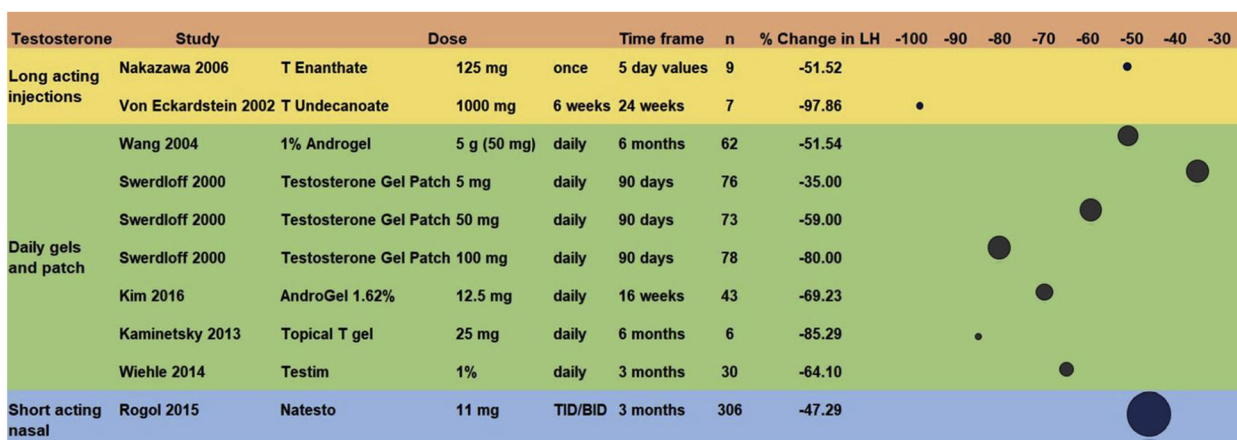 Testosterone Study Dose Time frame n % Change in LH -100 -90 -80 -70 -60 -50 -40 -30
Long acting
injections
Nakazawa 2006 T Enanthate 125 mg once 5 day values 9 -51.52
Von Eckardstein 2002 T Undecanoate 1000 mg 6 weeks 24 weeks 7 -97.86
Daily gels
and patch
Wang 2004 1% Androgel 5 g (50 mg) daily 6 months 62 -51.54
Swerdloff 2000 Testosterone Gel Patch 5 mg daily 90 days 76 -35.00
Swerdloff 2000 Testosterone Gel Patch 50 mg daily 90 days 73 -59.00
Swerdloff 2000 Testosterone Gel Patch 100 mg daily 90 days 78 -80.00
Kim 2016 AndroGel 1.62% 12.5 mg daily 16 weeks 43 -69.23
Kaminetsky 2013 Topical T gel 25 mg daily 6 months 6 -85.29
Wiehle 2014 Testim 1% daily 3 months 30 -64.10
Short acting
nasal
Rogol 2015 Natesto 11 mg TID/BID 3 months 306 -47.29